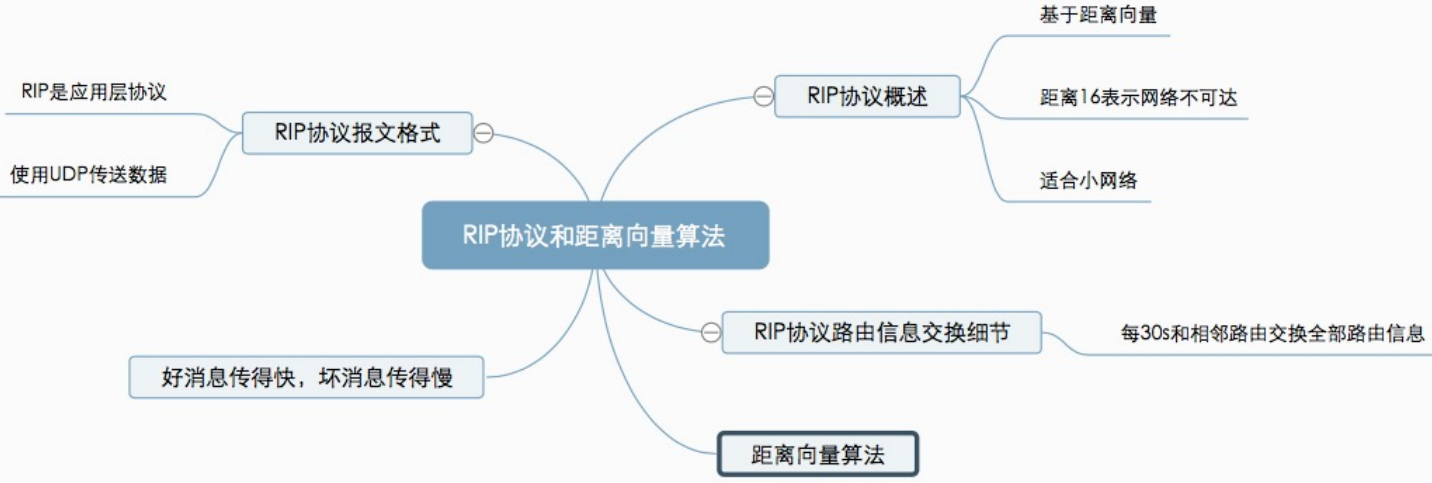 RIP协议和距离向量算法
RIP协议概述
基于距离向量
距离16表示网络不可达
适合小网络
RIP协议路由信息交换细节
每30s和相邻路由交换全部路由信息
距离向量算法
RIP协议报文格式
RIP是应用层协议
使用UDP传送数据
好消息传得快，坏消息传得慢